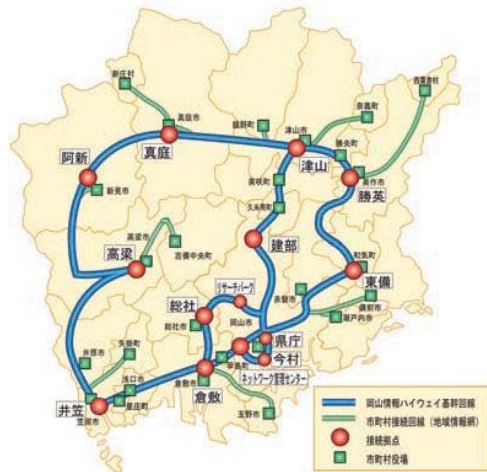 新庄村
西粟倉村
真庭市
鏡野町
津山市
奈義町
勝央町
真庭
津山
阿新
美作市
勝英
新見市
美咲町
久米南町
高梁市
建部
高梁
吉備中央町
和気町
東備
リサーチパーク
赤磐市
備前市
総社
岡山市
瀬戸内市
総社市
県庁
矢掛町
今村
井原市
早島町
ネットワーク管理センター
浅口市
倉敷市
倉敷
井笠
里庄町
玉野市
笠岡市
岡山情報ハイウェイ基幹回線
市町村接続回線（地域情報網）
接続拠点
市町村役場